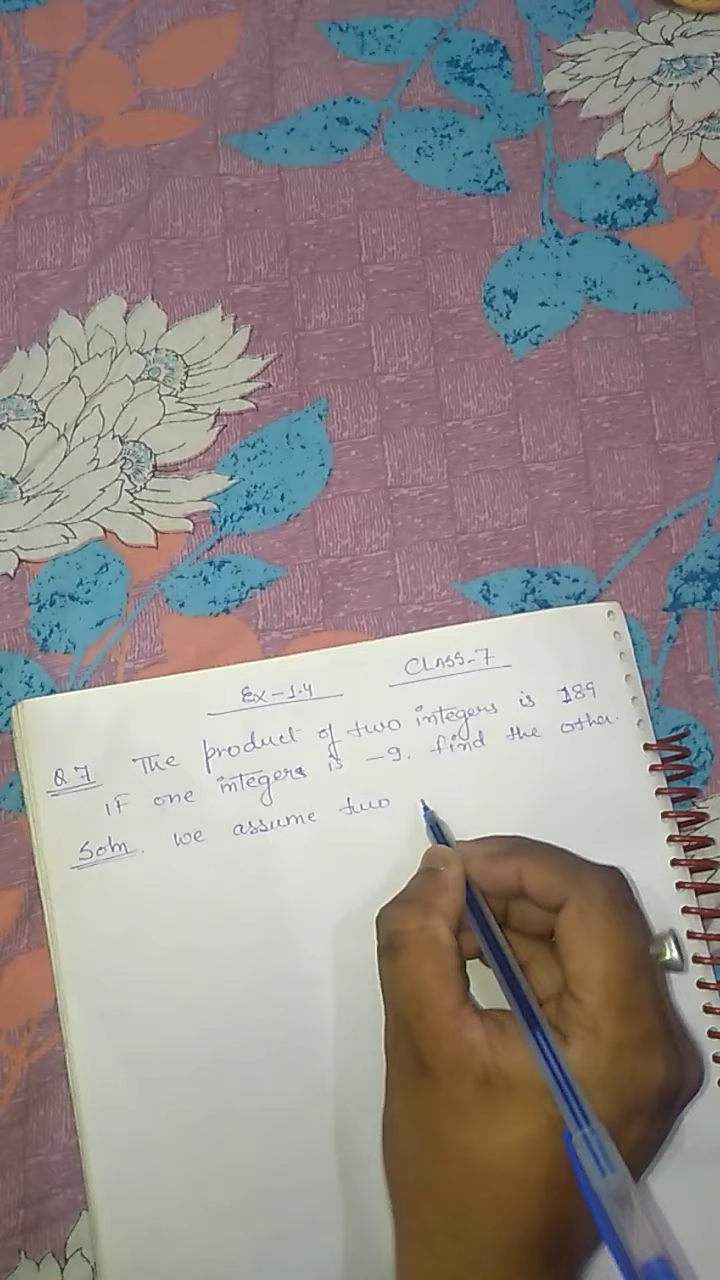 Ex-1.4 CLASS-7
Q.7 The product of two integers is 189
IF one integers is -9. find the other.
Soln. we assume two